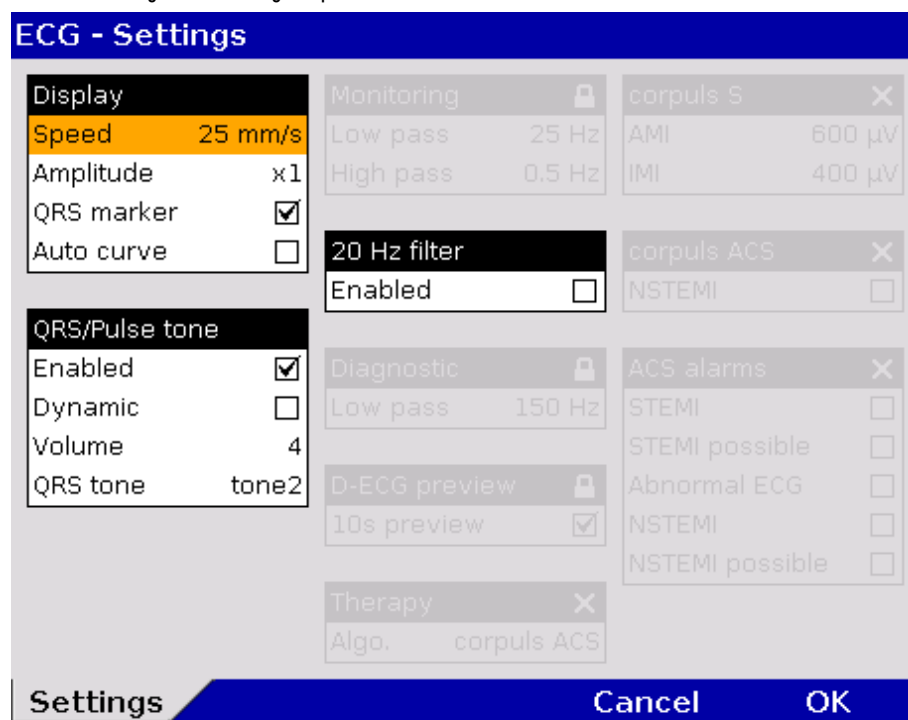 ECG - Settings
Display
Speed 25 mm/s
Amplitude x1
QRS marker
Auto curve
QRS/Pulse tone
Enabled
Dynamic
Volume 4
QRS tone tone2
Monitoring
Low pass 25 Hz
High pass 0.5 Hz
20 Hz filter
Enabled
Diagnostic
Low pass 150 Hz
D-ECG preview
10s preview
Therapy
Algo. corpuls ACS
corpuls S
AMI 600 µV
IMI 400 µV
corpuls ACS
NSTEMI
ACS alarms
STEMI
STEMI possible
Abnormal ECG
NSTEMI
NSTEMI possible
Settings Cancel OK